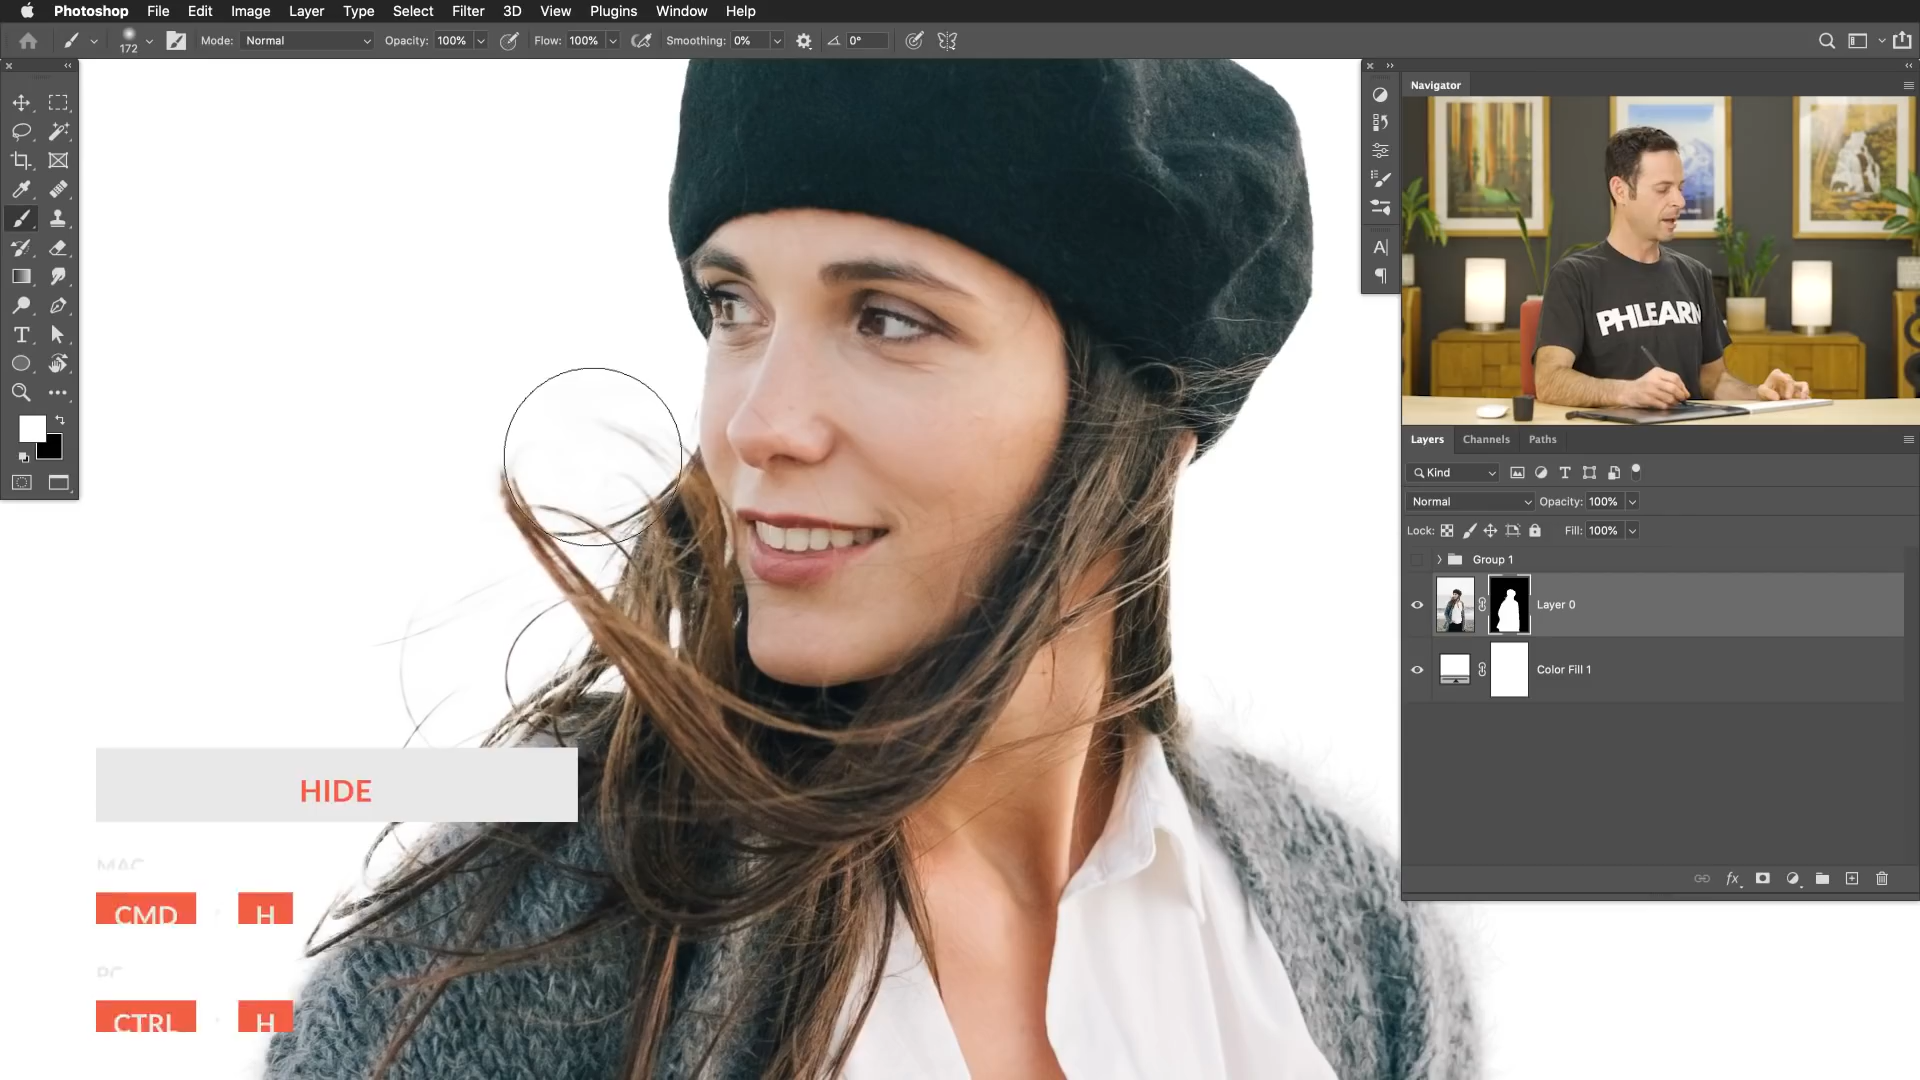 Photoshop File Edit Image Layer Type Select Filter 3D View Plugins Window Help
172 Mode: Normal Opacity: 100% Flow: 100% Smoothing: 0% 0°
Navigator
PHLEARN
Layers Channels Paths
Kind
Normal Opacity: 100%
Lock: Fill: 100%
Group 1
Layer 0
Color Fill 1
HIDE
MAC
CMD H
PC
CTRL H